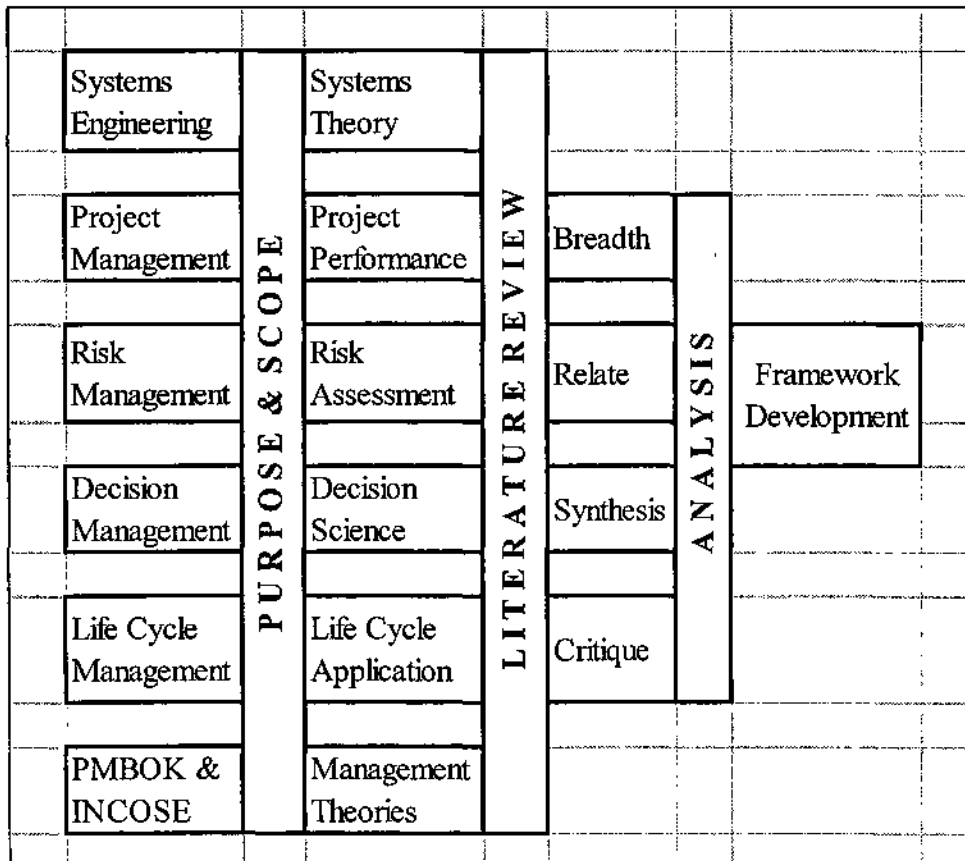 Systems
Engineering
Project
Management
Risk
Management
Decision
Management
Life Cycle
Management
PMBOK &
INCOSE
PURPOSE & SCOPE
Systems
Theory
Project
Performance
Risk
Assessment
Decision
Science
Life Cycle
Application
Management
Theories
LITERATURE REVIEW
Breadth
Relate
Synthesis
Critique
ANALYSIS
Framework
Development